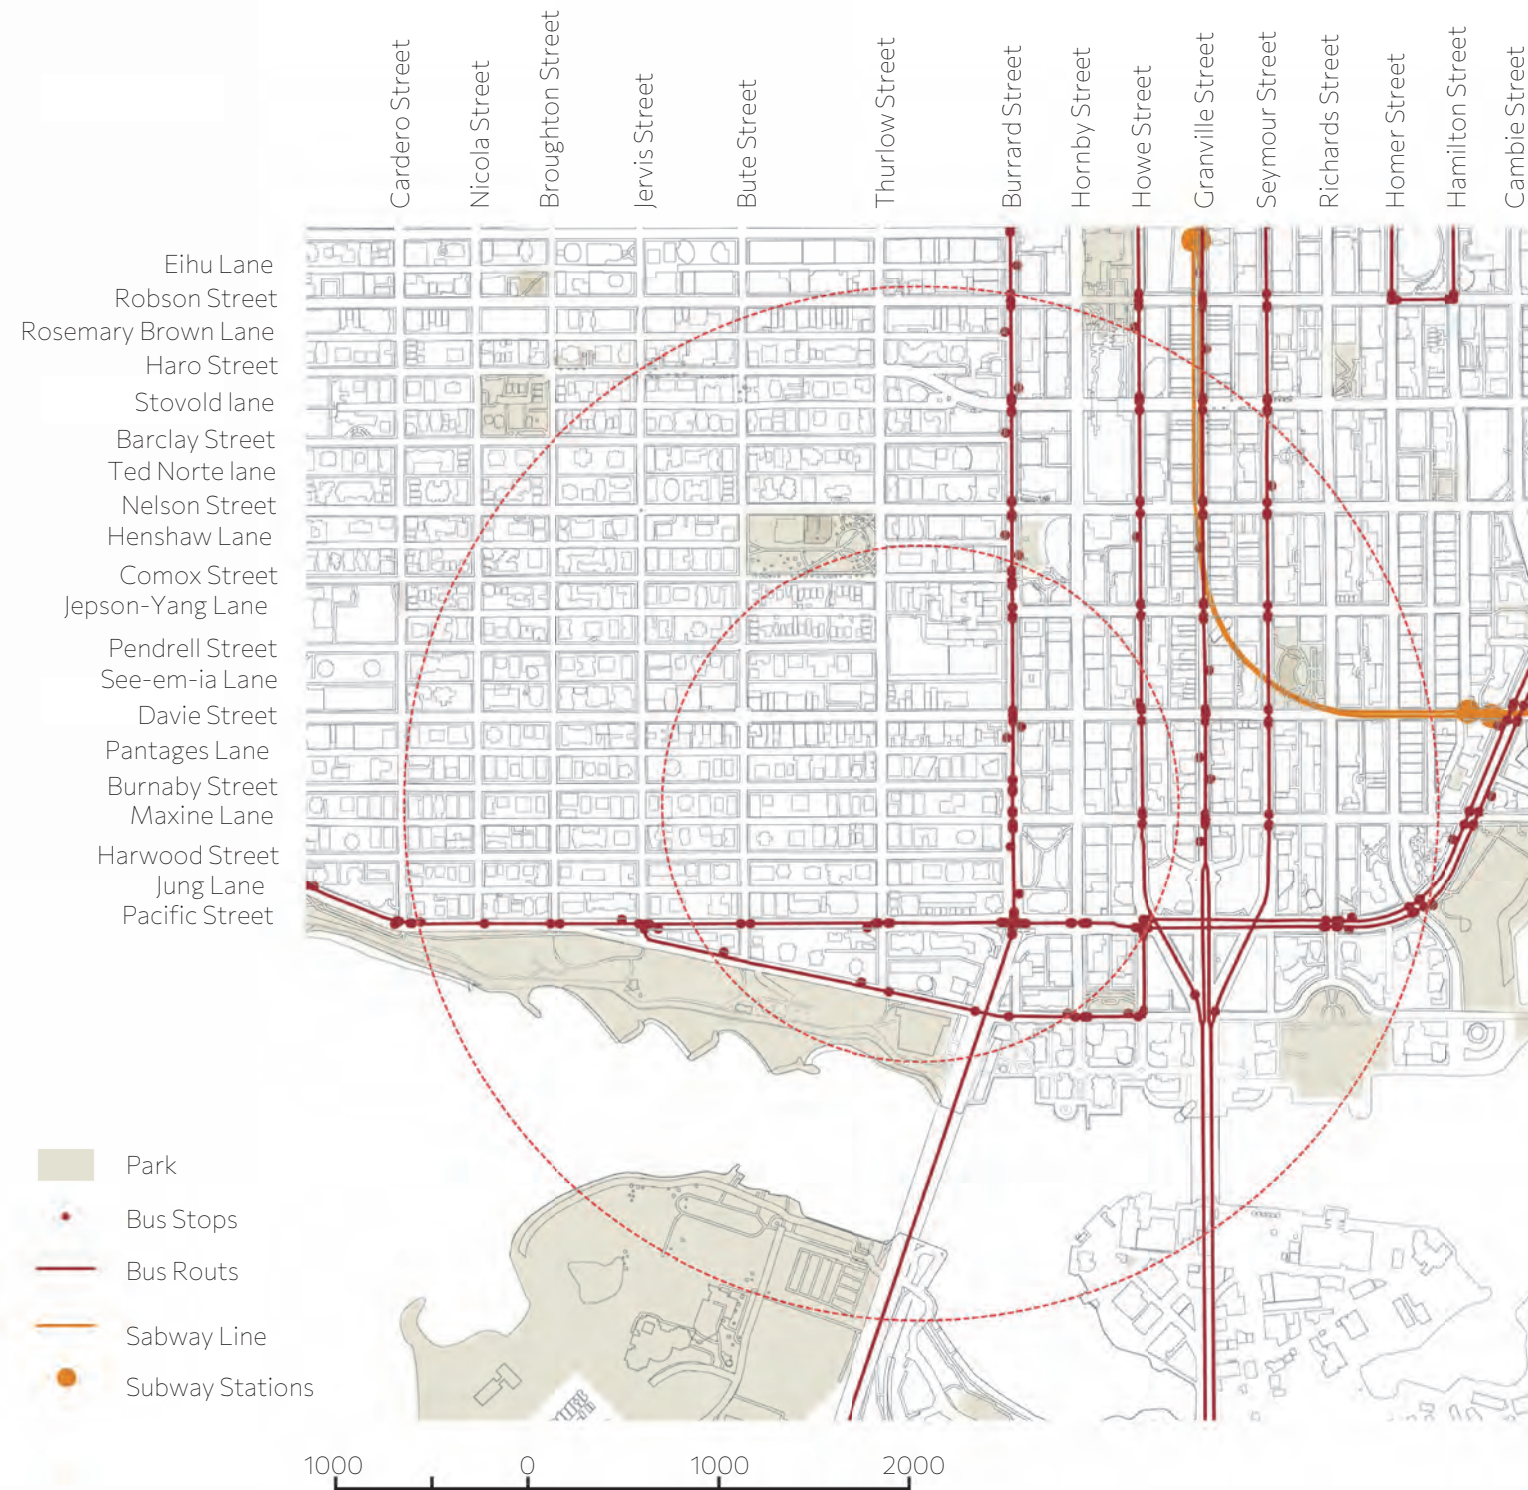 Cardero Street
Nicola Street
Broughton Street
Jervis Street
Bute Street
Thurlow Street
Burrard Street
Hornby Street
Howe Street
Granville Street
Seymour Street
Richards Street
Homer Street
Hamilton Street
Cambie Street
Eihu Lane
Robson Street
Rosemary Brown Lane
Haro Street
Stovold lane
Barclay Street
Ted Norte lane
Nelson Street
Henshaw Lane
Comox Street
Jepson-Yang Lane
Pendrell Street
See-em-ia Lane
Davie Street
Pantages Lane
Burnaby Street
Maxine Lane
Harwood Street
Jung Lane
Pacific Street
Park
Bus Stops
Bus Routs
Sabway Line
Subway Stations
1000 0 1000 2000